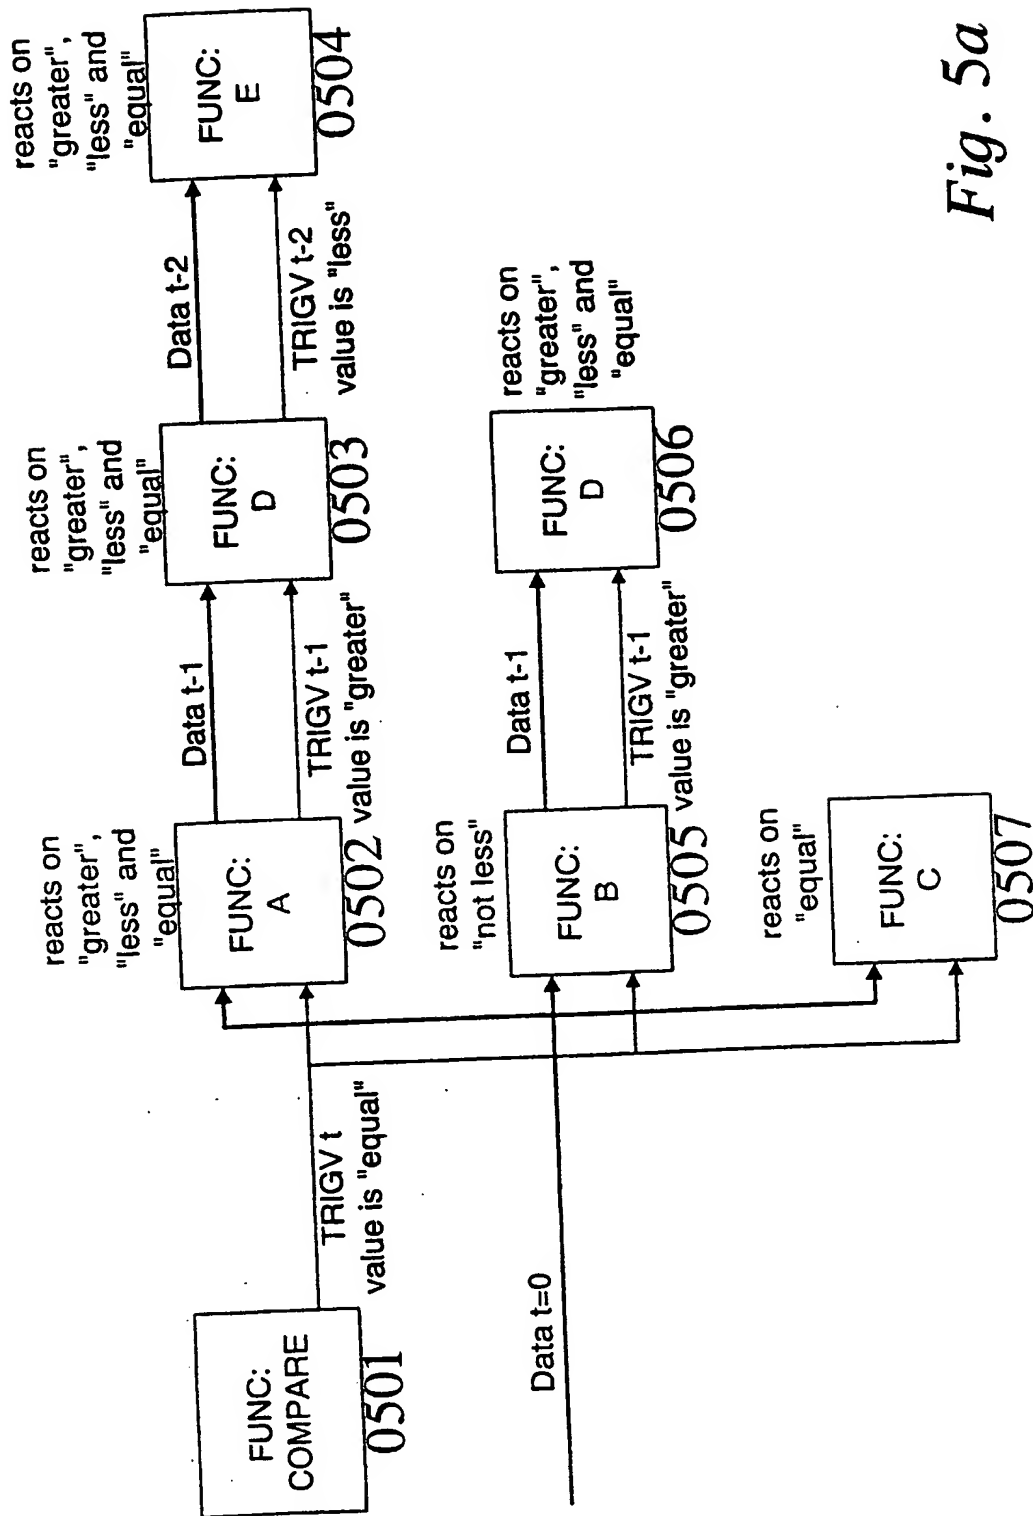 reacts on
"greater",
"less" and
"equal"
FUNC:
E
0504
Data t-2
TRIGV t-2
value is "less"
reacts on
"greater",
"less" and
"equal"
FUNC:
D
0503
Data t-1
TRIGV t-1
value is "greater"
reacts on
"greater",
"less" and
"equal"
FUNC:
A
0502
TRIGV t
value is "equal"
FUNC:
COMPARE
0501
reacts on
"greater",
"less" and
"equal"
FUNC:
D
0506
Data t-1
TRIGV t-1
value is "greater"
reacts on
"not less"
FUNC:
B
0505
Data t=0
reacts on
"equal"
FUNC:
C
0507
Fig. 5a